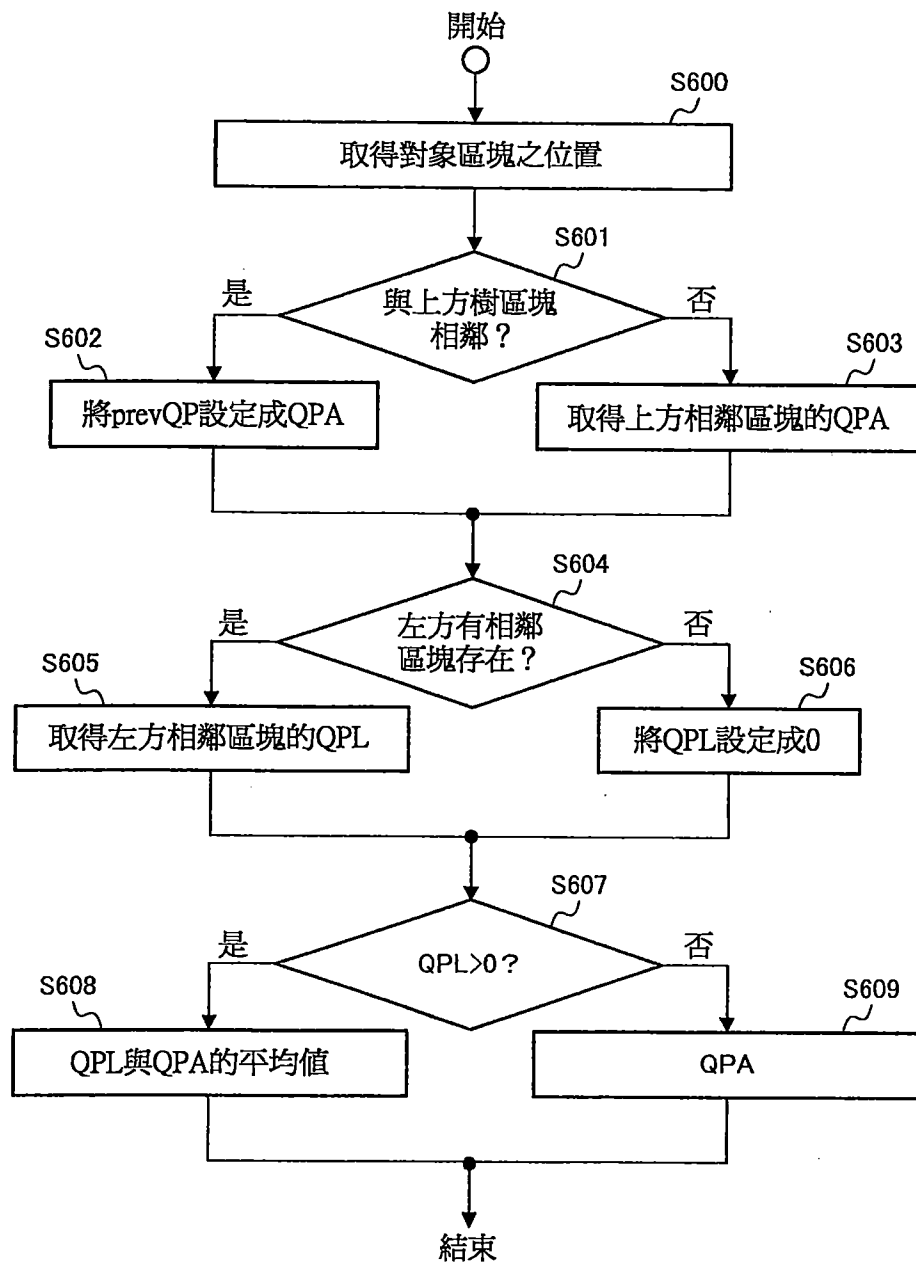 開始
S600
取得對象區塊之位置
S601
與上方樹區塊
相鄰？
是
否
S602
將prevQP設定成QPA
S603
取得上方相鄰區塊的QPA
S604
左方有相鄰
區塊存在？
是
否
S605
取得左方相鄰區塊的QPL
S606
將QPL設定成0
S607
QPL>0？
是
否
S608
QPL與QPA的平均值
S609
QPA
結束